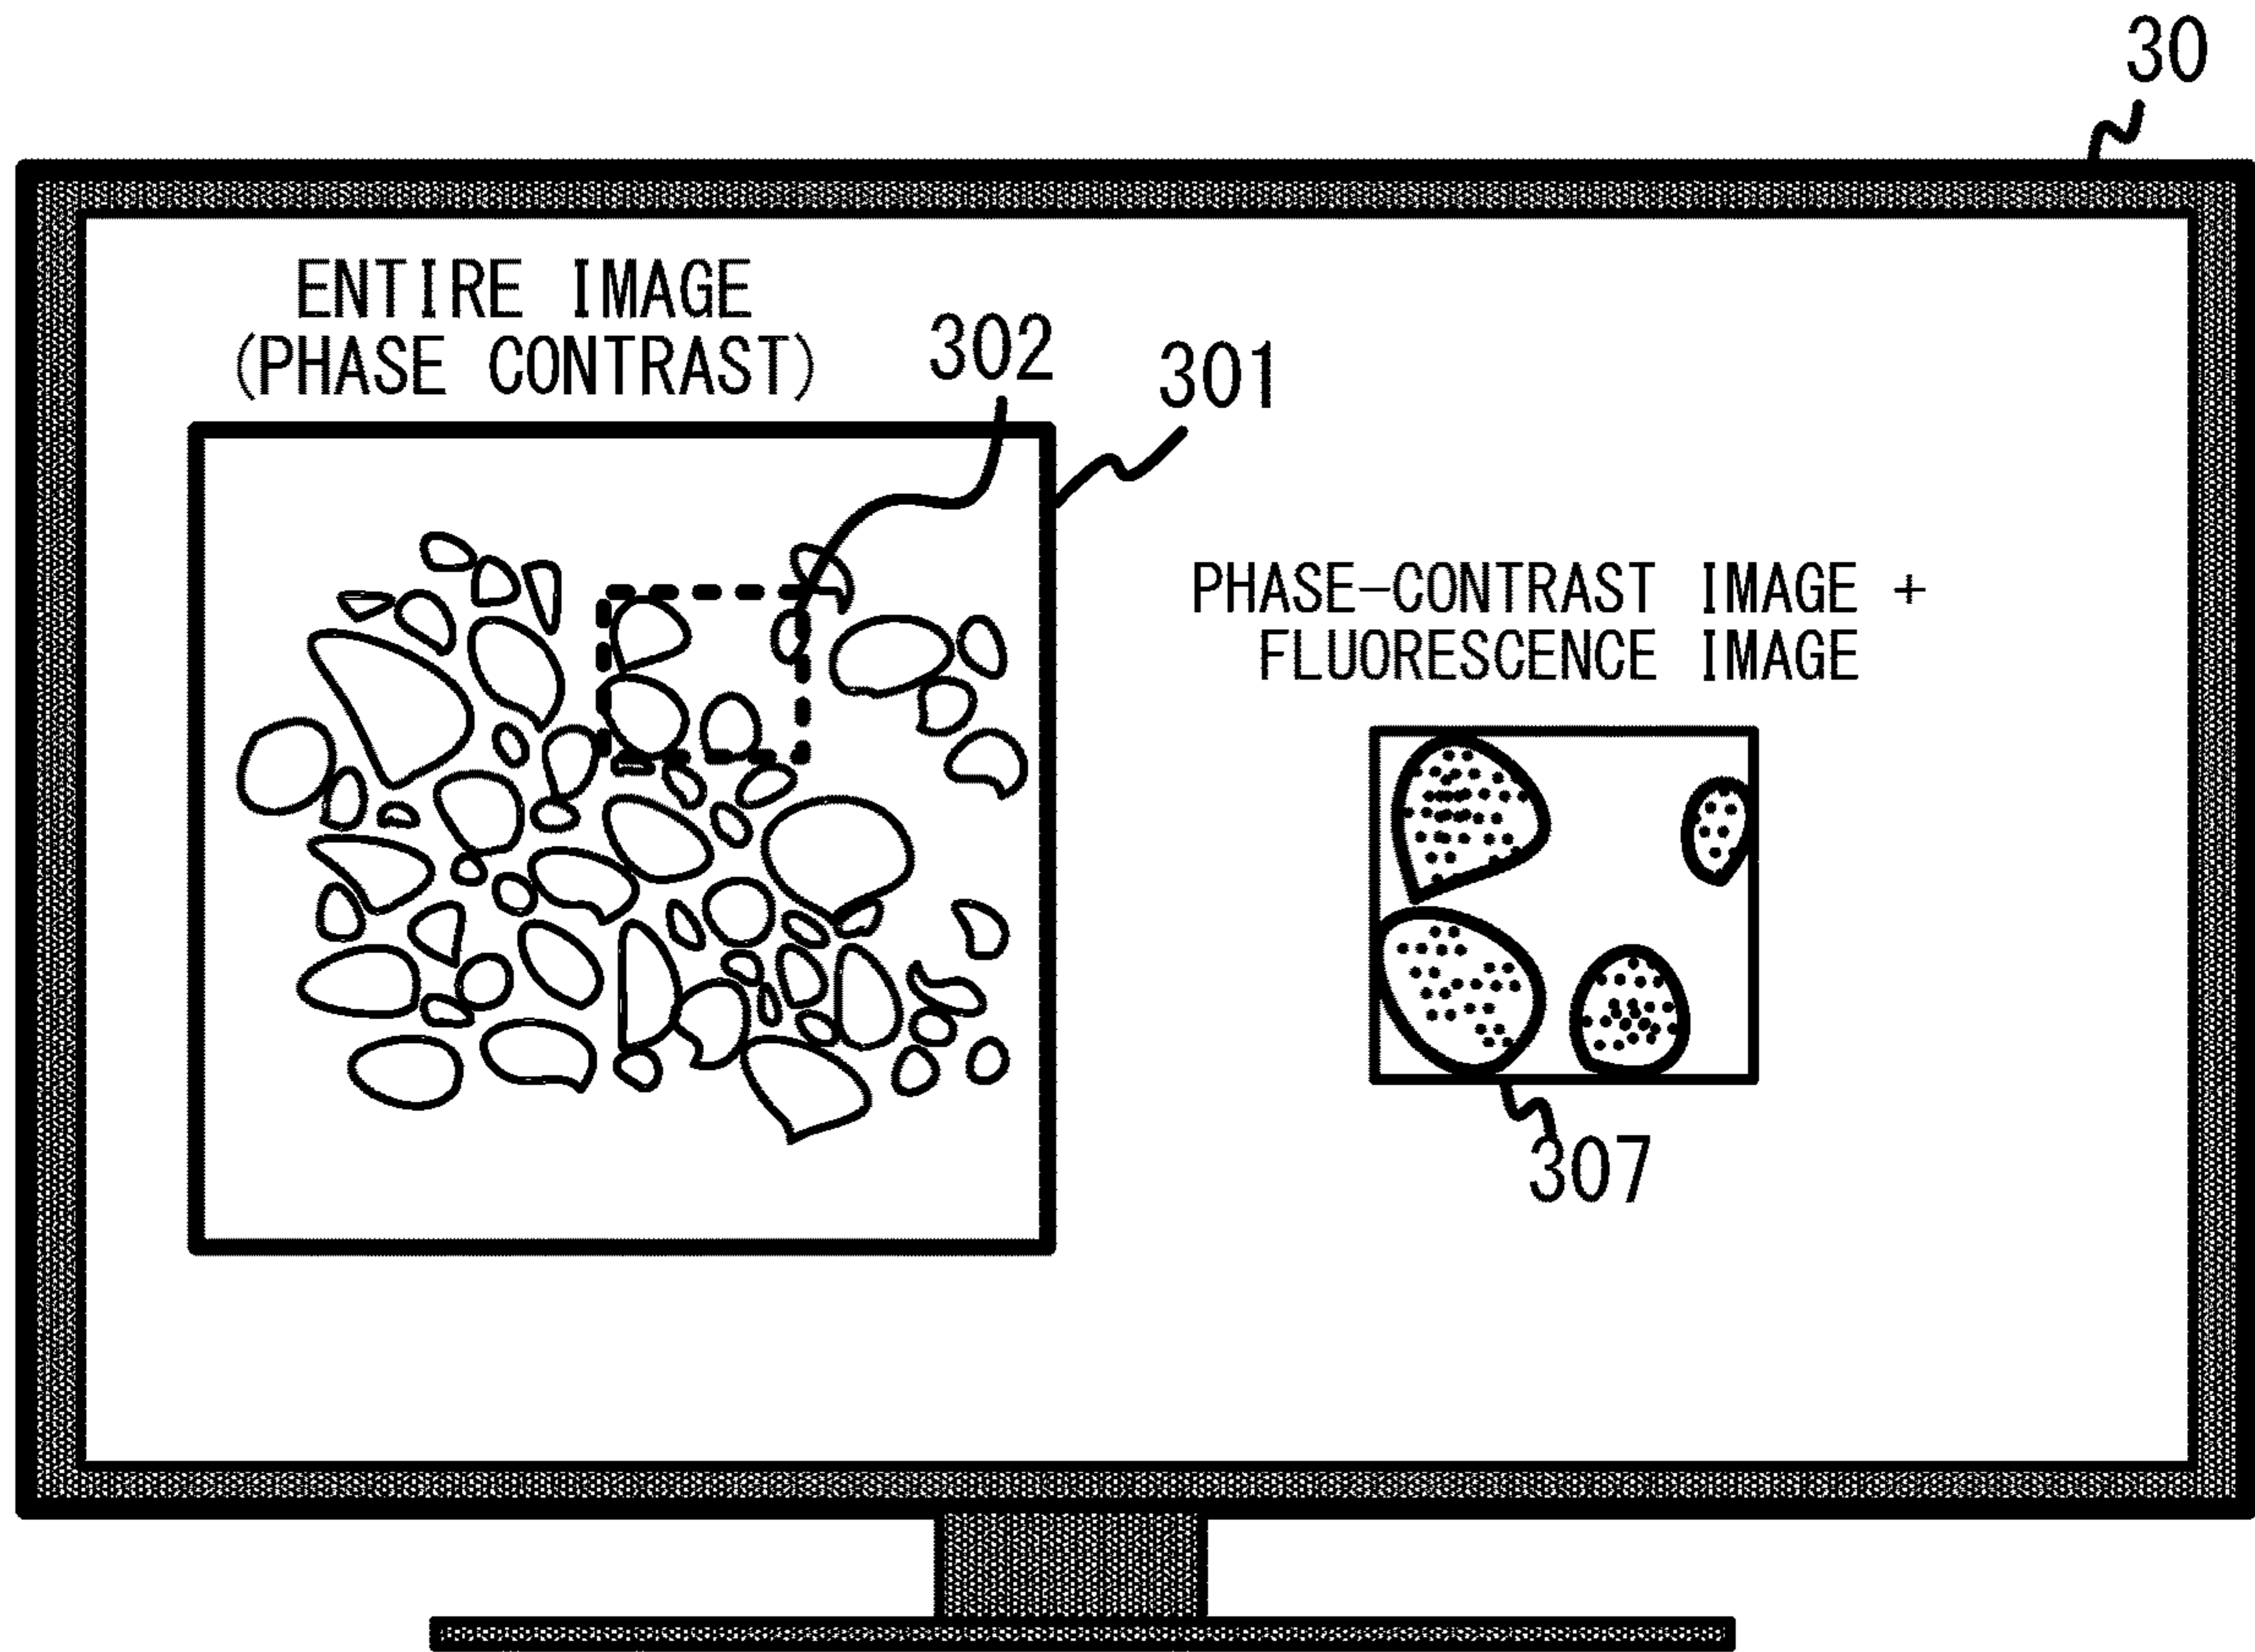 30
ENTIRE IMAGE
(PHASE CONTRAST)
302
301
PHASE-CONTRAST IMAGE +
FLUORESCENCE IMAGE
307